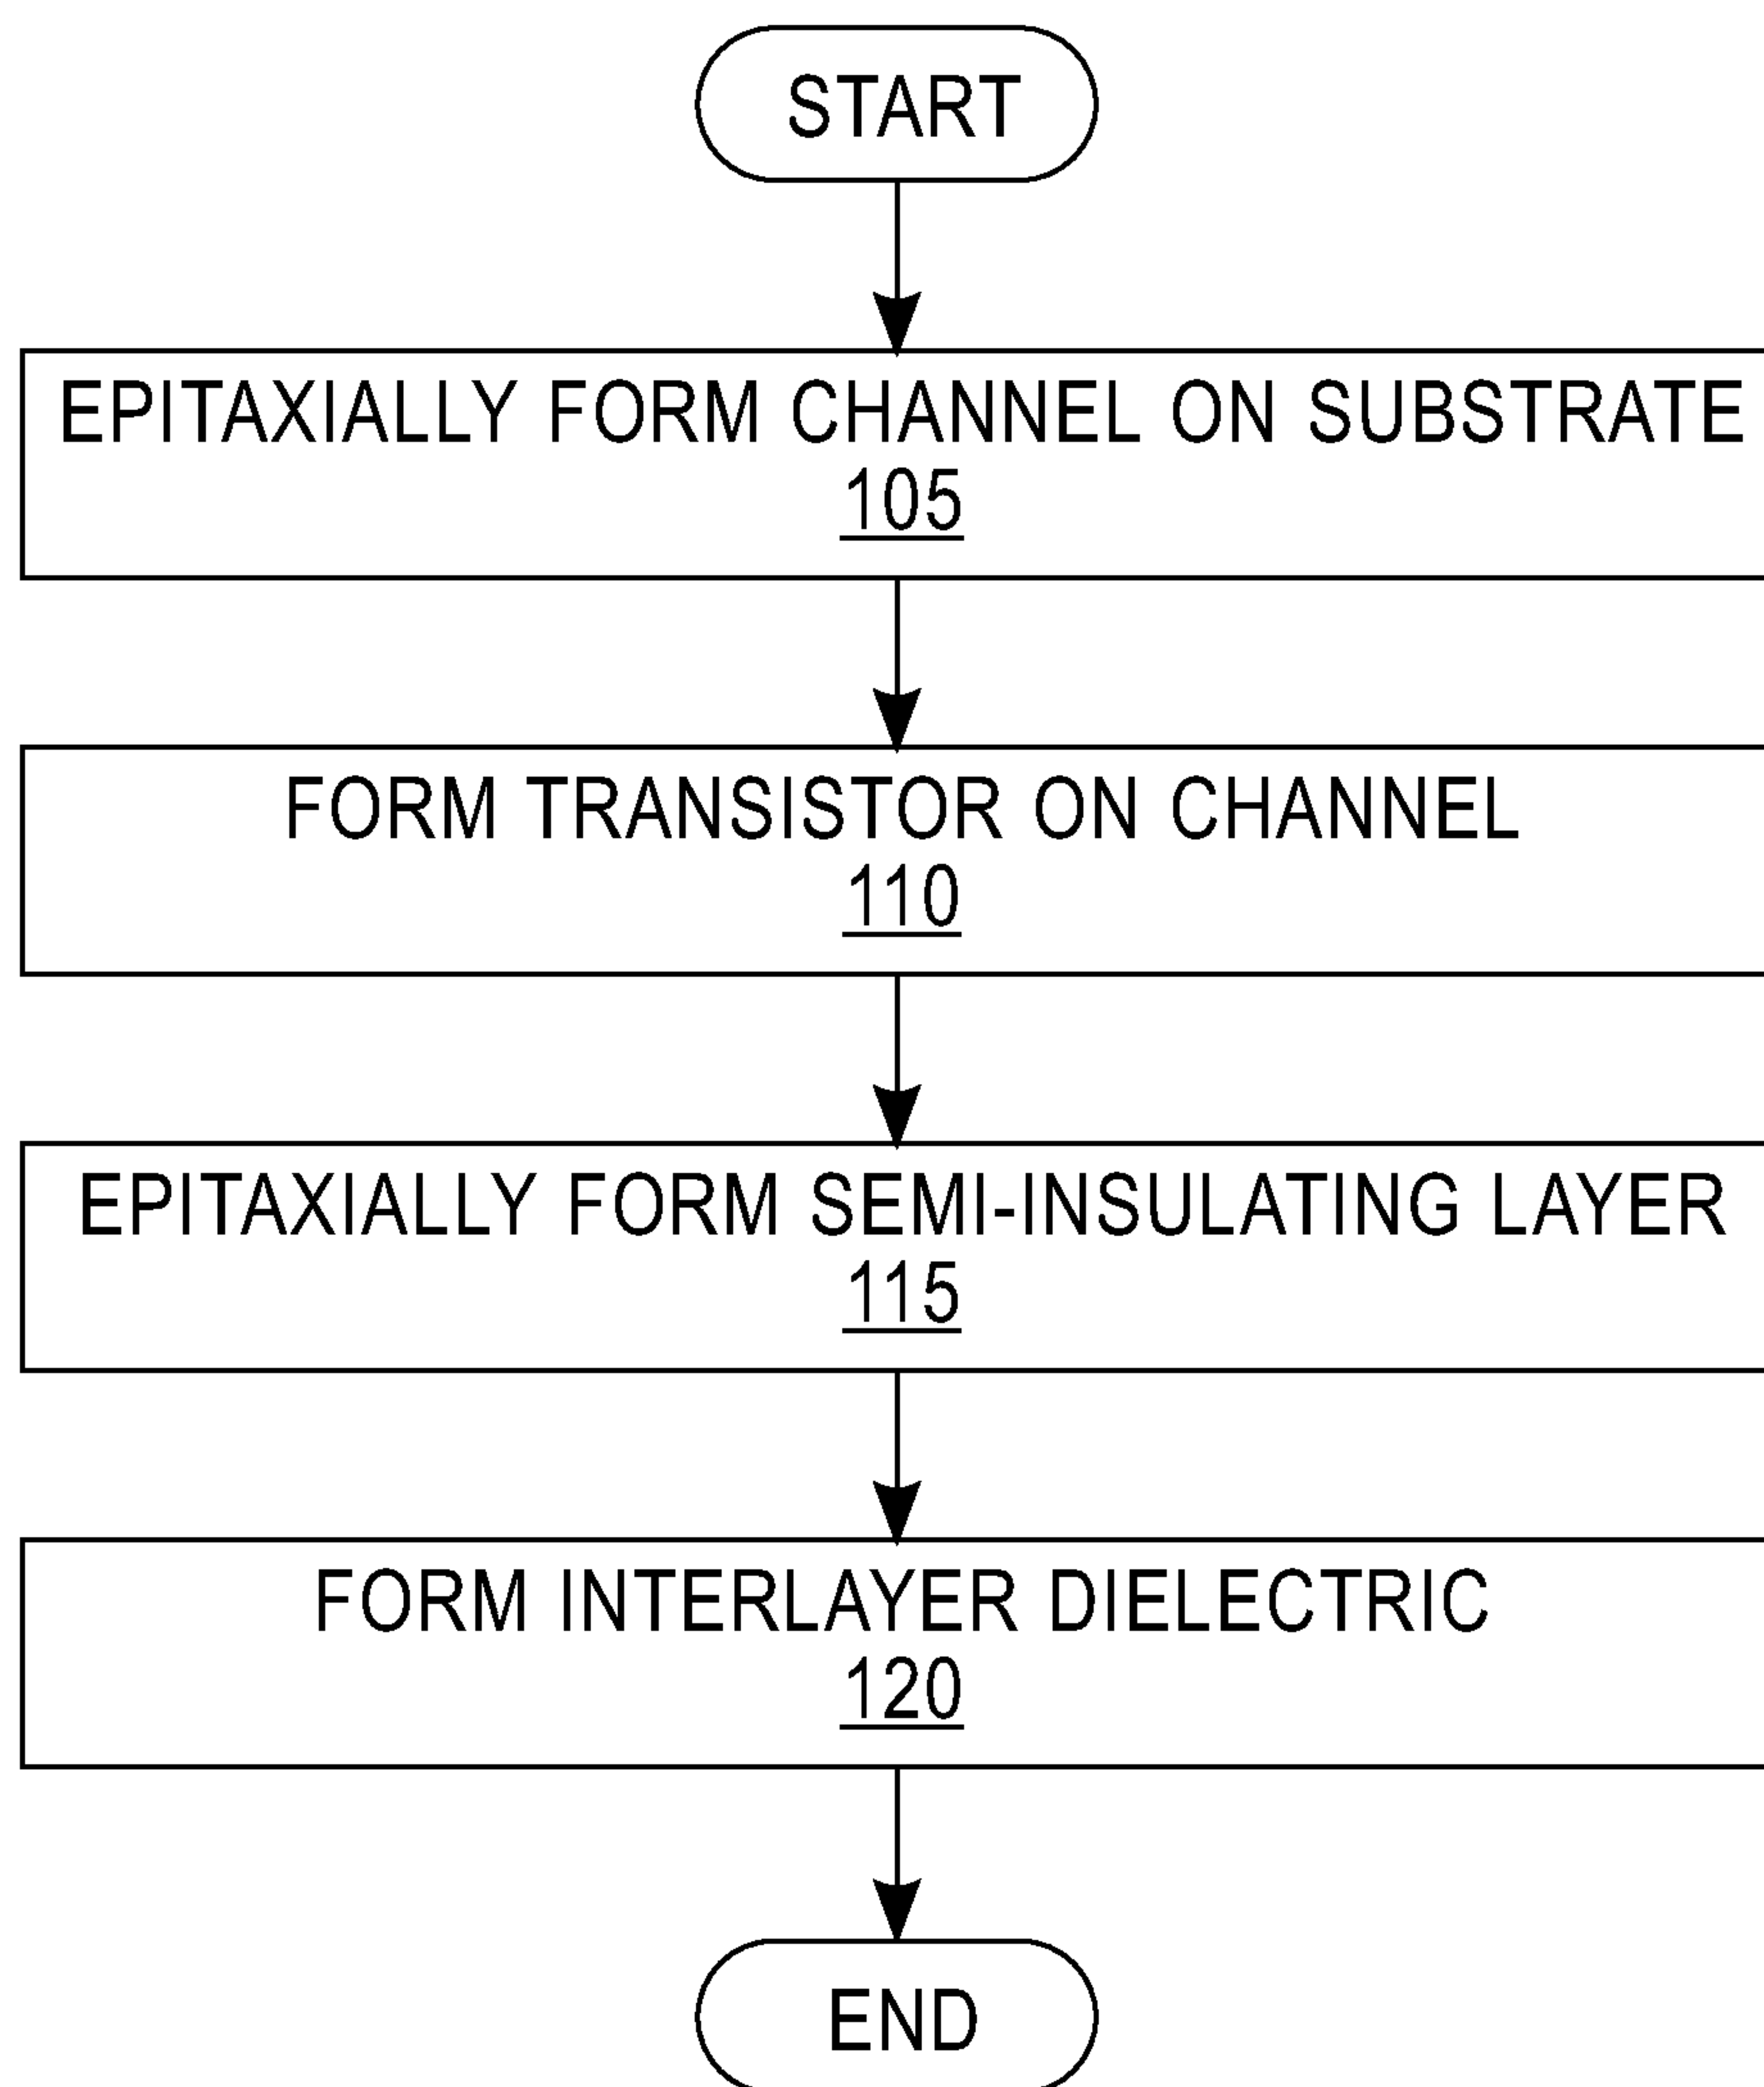 START
EPITAXIALLY FORM CHANNEL ON SUBSTRATE
105
FORM TRANSISTOR ON CHANNEL
110
EPITAXIALLY FORM SEMI-INSULATING LAYER
115
FORM INTERLAYER DIELECTRIC
120
END